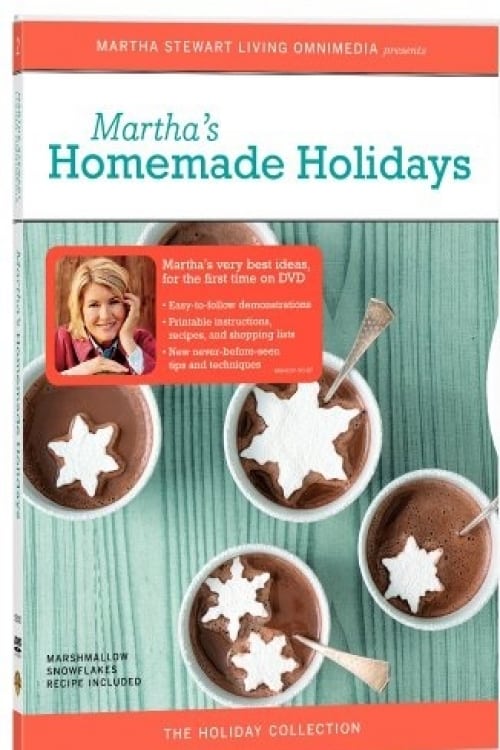 MARTHA STEWART LIVING OMNIMEDIA presents
Martha's
Homemade Holidays
Martha's very best ideas,
for the first time on DVD
• Easy-to-follow demonstrations
• Printable instructions,
recipes, and shopping lists
• New never-before-seen
tips and techniques
MARSHMALLOW
SNOWFLAKES
RECIPE INCLUDED
THE HOLIDAY COLLECTION
Martha's Homemade Holidays